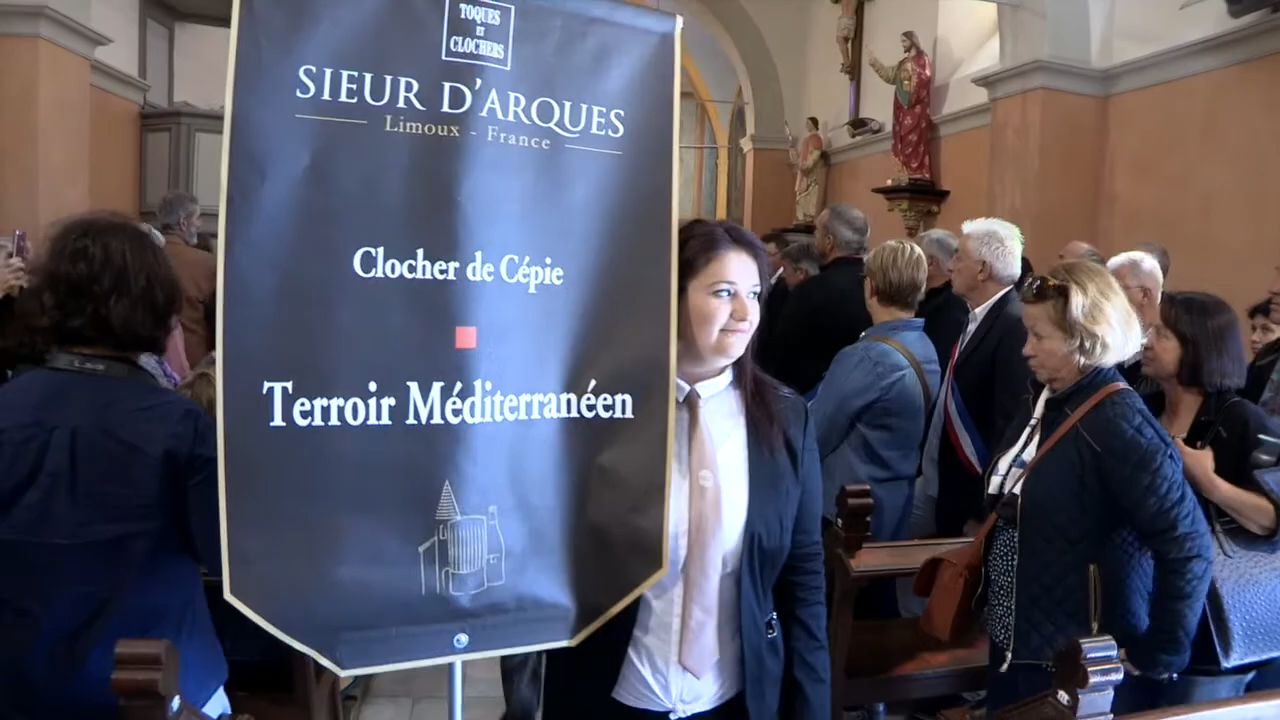 TOQUES
ET
CLOCHERS
SIEUR D'ARQUES
Limoux - France
Clocher de Cépie
Terroir Méditerranéen